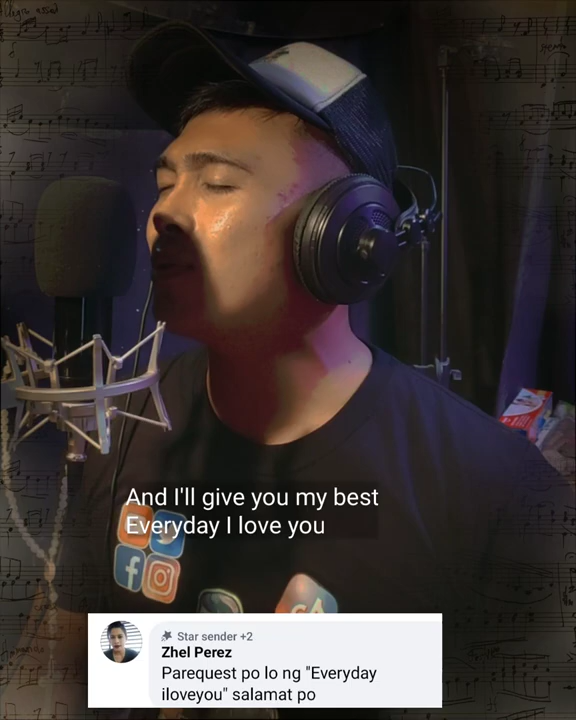 And I'll give you my best
Everyday I love you
Star sender +2
Zhel Perez
Parequest po lo ng "Everyday
iloveyou" salamat po